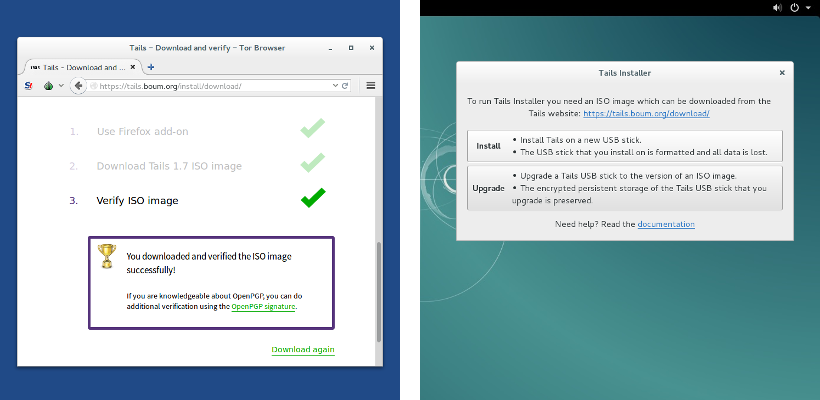 Tails - Download and verify - Tor Browser
Tails - Download and ...
https://tails.boum.org/install/download/
1. Use Firefox add-on
2. Download Tails 1.7 ISO image
3. Verify ISO image
You downloaded and verified the ISO image
successfully!
If you are knowledgeable about OpenPGP, you can do
additional verification using the OpenPGP signature.
Download again
Tails Installer
To run Tails Installer you need an ISO image which can be downloaded from the
Tails website: https://tails.boum.org/download/
Install
• Install Tails on a new USB stick.
• The USB stick that you install on is formatted and all data is lost.
Upgrade
• Upgrade a Tails USB stick to the version of an ISO image.
• The encrypted persistent storage of the Tails USB stick that you
upgrade is preserved.
Need help? Read the documentation